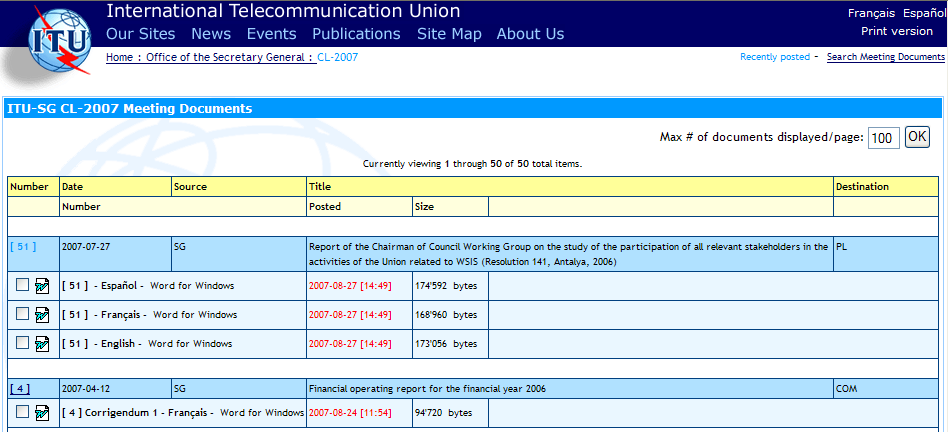 International Telecommunication Union
Français Español
Our Sites News Events Publications Site Map About Us
Print version
ITU
Home : Office of the Secretary General : CL-2007
Recently posted - Search Meeting Documents
ITU-SG CL-2007 Meeting Documents
Max # of documents displayed/page: 100 OK
Currently viewing 1 through 50 of 50 total items.
Number Date Source Title Destination
Number Posted Size
[ 51 ] 2007-07-27 SG Report of the Chairman of Council Working Group on the study of the participation of all relevant stakeholders in the PL
activities of the Union related to WSIS (Resolution 141, Antalya, 2006)
[ 51 ] - Español - Word for Windows 2007-08-27 [14:49] 174'592 bytes
[ 51 ] - Français - Word for Windows 2007-08-27 [14:49] 168'960 bytes
[ 51 ] - English - Word for Windows 2007-08-27 [14:49] 173'056 bytes
[ 4 ] 2007-04-12 SG Financial operating report for the financial year 2006 COM
[ 4 ] Corrigendum 1 - Français - Word for Windows 2007-08-24 [11:54] 94'720 bytes